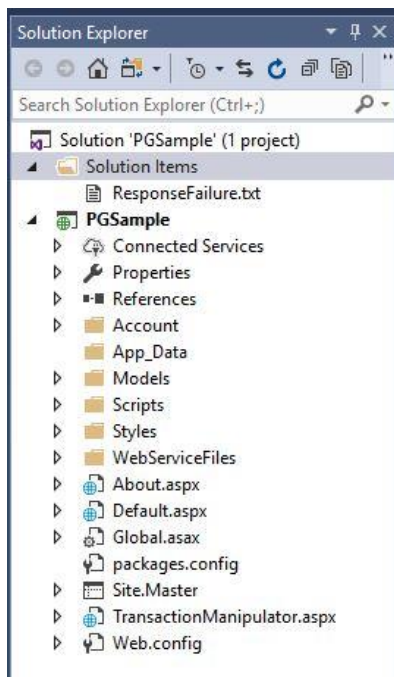 Solution Explorer
Search Solution Explorer (Ctrl+;)
Solution 'PGSample' (1 project)
Solution Items
ResponseFailure.txt
PGSample
Connected Services
Properties
References
Account
App_Data
Models
Scripts
Styles
WebServiceFiles
About.aspx
Default.aspx
Global.asax
packages.config
Site.Master
TransactionManipulator.aspx
Web.config